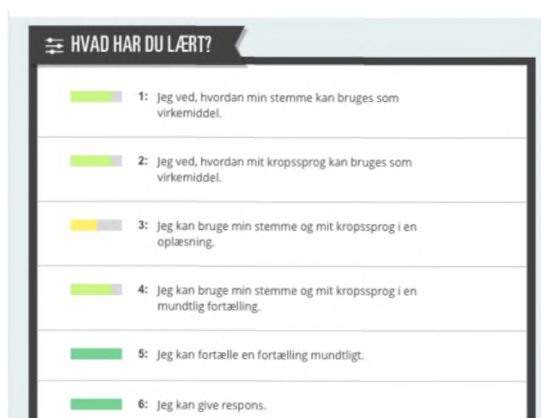 HVAD HAR DU LÆRT?
1: Jeg ved, hvordan min stemme kan bruges som
virkemiddel.
2: Jeg ved, hvordan mit kropssprog kan bruges som
virkemiddel.
3: Jeg kan bruge min stemme og mit kropssprog i en
oplæsning.
4: Jeg kan bruge min stemme og mit kropssprog i en
mundtlig fortælling.
5: Jeg kan fortælle en fortælling mundtligt.
6: Jeg kan give respons.